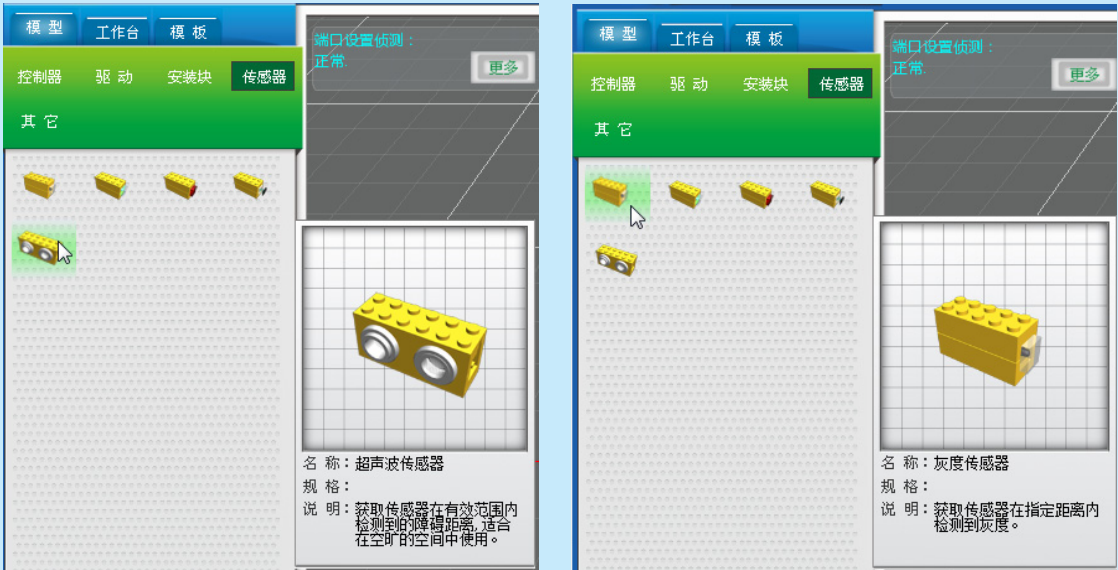 模 型 工作台 模 板
控制器 驱 动 安装块 传感器
其 它
端口设置侦测：
正常.
更多
名 称：超声波传感器
规 格：
说 明：获取传感器在有效范围内
检测到的障碍距离,适合
在空旷的空间中使用。
模 型 工作台 模 板
控制器 驱 动 安装块 传感器
其 它
端口设置侦测：
正常.
更多
名 称：灰度传感器
规 格：
说 明：获取传感器在指定距离内
检测到灰度。